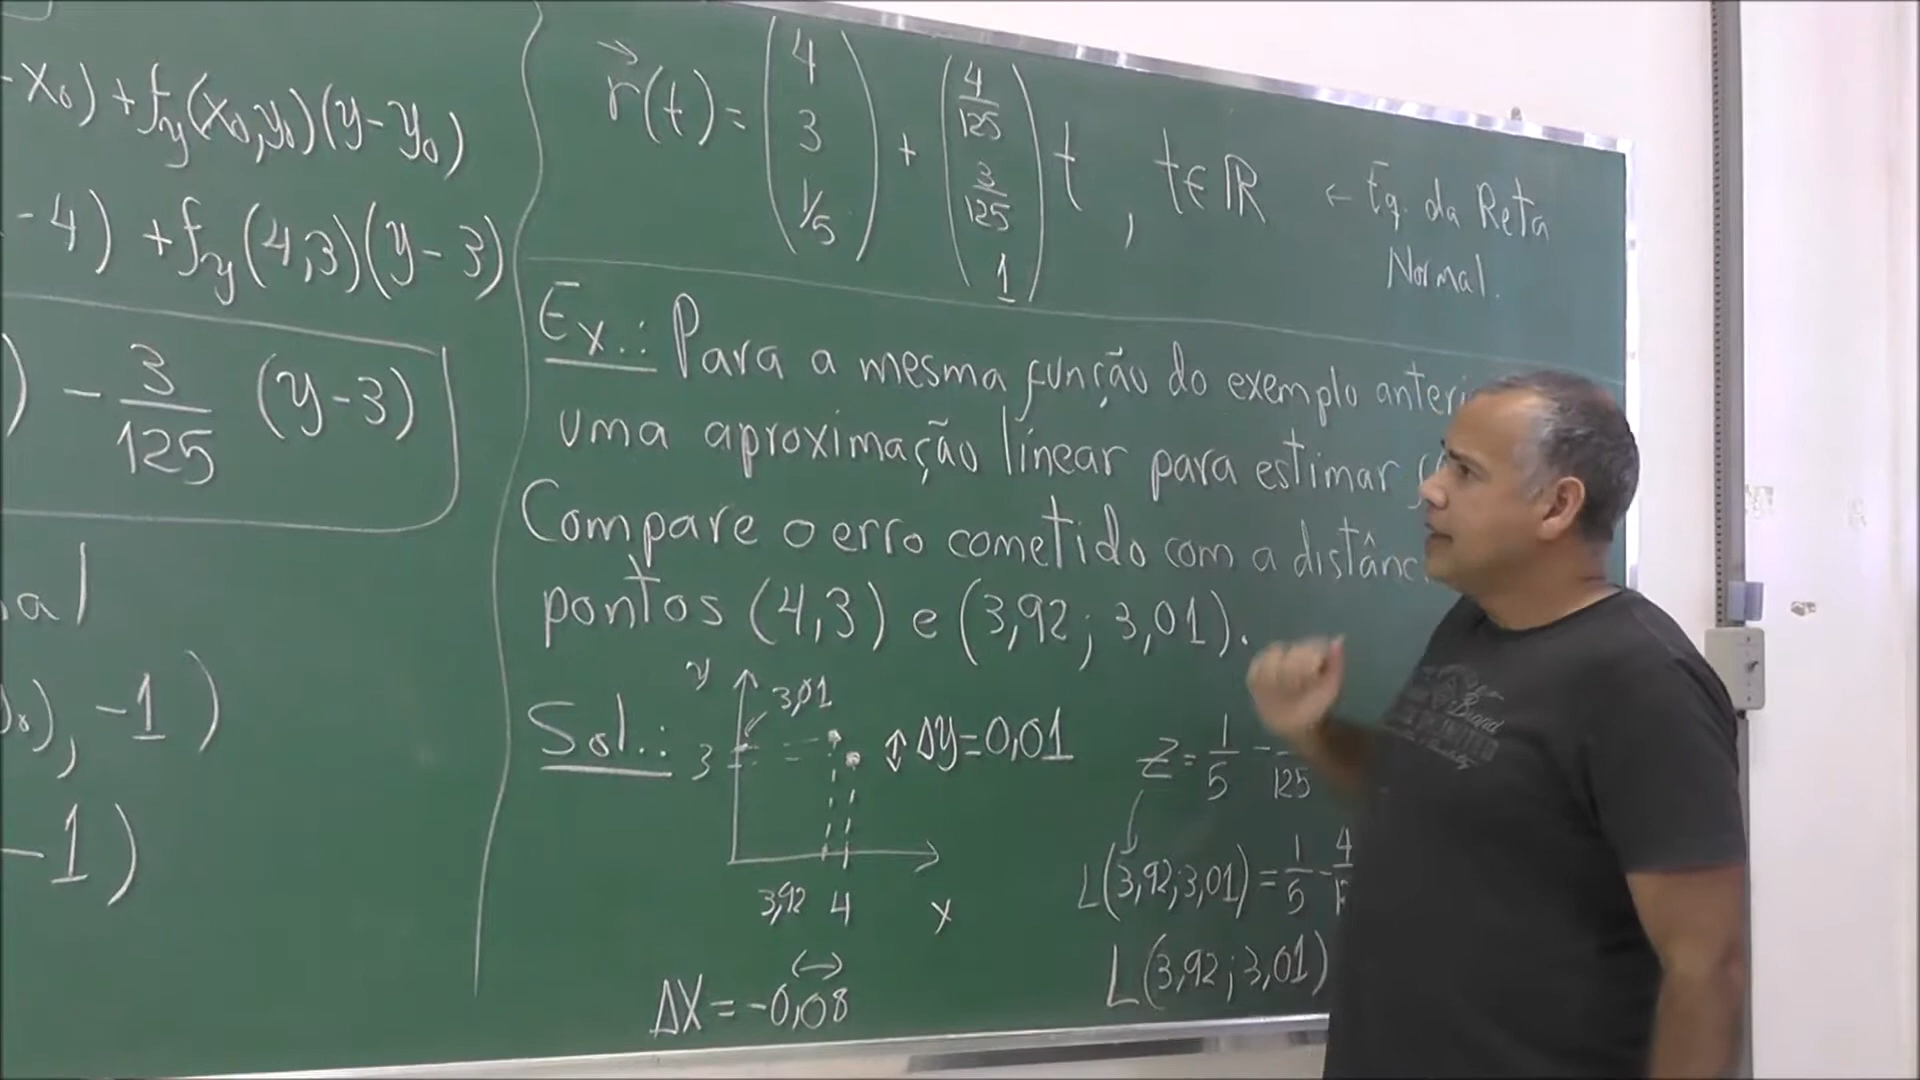 -x₀) + f_y(x₀,y₀)(y-y₀)
-4) + f_y(4,3)(y-3)
) - 3/125 (y-3)
al
), -1)
-1)
r⃗(t) = (4 3 1/5) + (4/125 3/125 1) t , t∈ℝ ← Eq. da Reta
Normal.
Ex.: Para a mesma função do exemplo anteri
uma aproximação linear para estimar
Compare o erro cometido com a distânc
pontos (4,3) e (3,92; 3,01).
Sol.:
y
3,01
3
3,92 4 x
Δy=0,01
↔
Δx=-0,08
z = 1/5 - /125
L(3,92;3,01) = 1/5 - 4/
L(3,92;3,01)
Brand